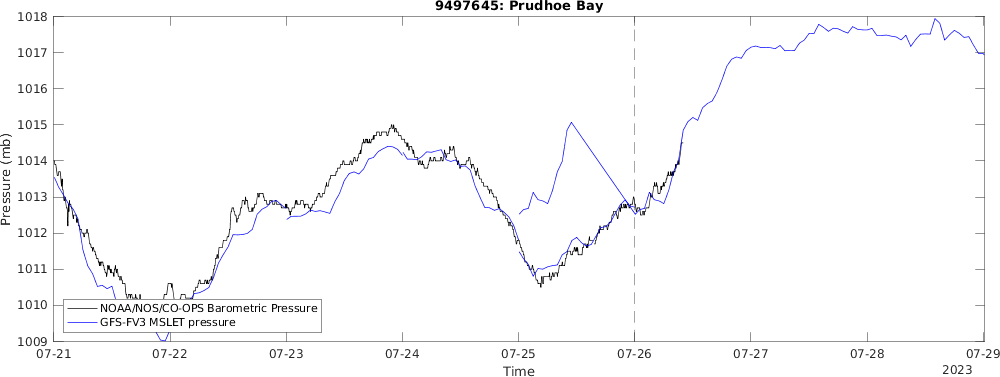 9497645: Prudhoe Bay
Pressure (mb)
1018
1017
1016
1015
1014
1013
1012
1011
1010
1009
NOAA/NOS/CO-OPS Barometric Pressure
GFS-FV3 MSLET pressure
07-21 07-22 07-23 07-24 07-25 07-26 07-27 07-28 07-29
Time
2023